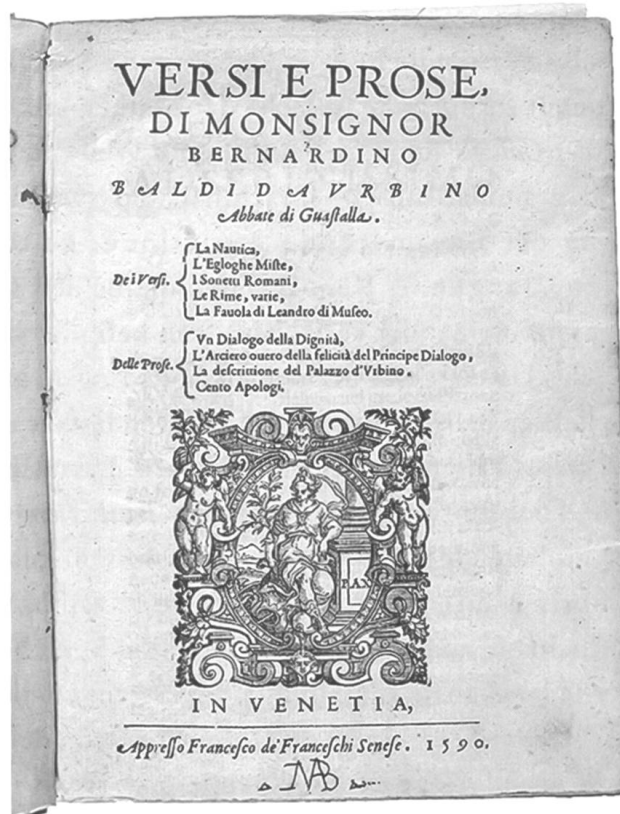 VERSI E PROSE,
DI MONSIGNOR
BERNARDINO
BALDI DA VRBINO
Abbate di Guaſtalla.
De i Verſi.
La Nautica,
L'Egloghe Miſte,
I Sonetti Romani,
Le Rime, varie,
La Fauola di Leandro di Muſeo.
Delle Proſe.
Vn Dialogo della Dignità,
L'Arciero ouero della felicità del Principe Dialogo,
La deſcrittione del Palazzo d'Vrbino.
Cento Apologi.
PAX
IN VENETIA,
Appreſſo Franceſco de' Franceſchi Seneſe. 1590.